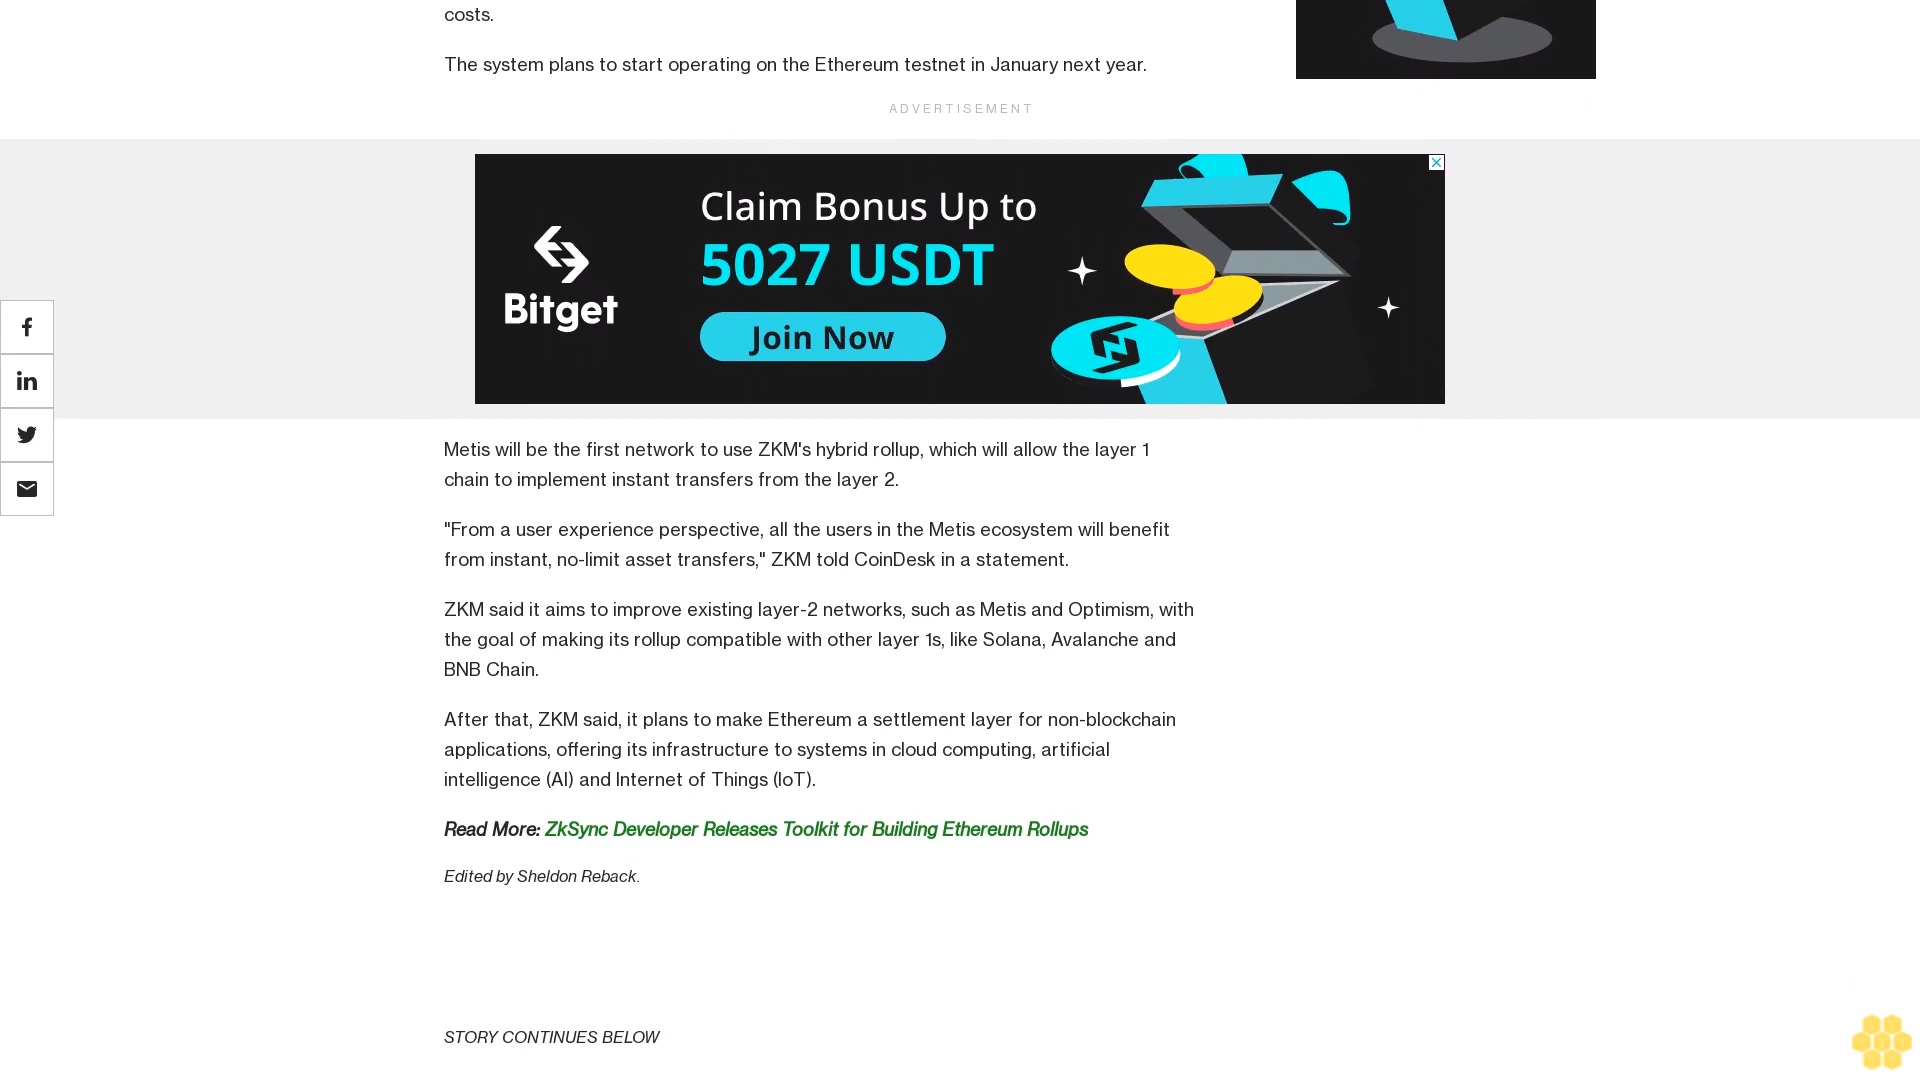 costs.
The system plans to start operating on the Ethereum testnet in January next year.
ADVERTISEMENT
Claim Bonus Up to
5027 USDT
Bitget
Join Now
Metis will be the first network to use ZKM's hybrid rollup, which will allow the layer 1
chain to implement instant transfers from the layer 2.
"From a user experience perspective, all the users in the Metis ecosystem will benefit
from instant, no-limit asset transfers," ZKM told CoinDesk in a statement.
ZKM said it aims to improve existing layer-2 networks, such as Metis and Optimism, with
the goal of making its rollup compatible with other layer 1s, like Solana, Avalanche and
BNB Chain.
After that, ZKM said, it plans to make Ethereum a settlement layer for non-blockchain
applications, offering its infrastructure to systems in cloud computing, artificial
intelligence (AI) and Internet of Things (IoT).
Read More: ZkSync Developer Releases Toolkit for Building Ethereum Rollups
Edited by Sheldon Reback.
STORY CONTINUES BELOW